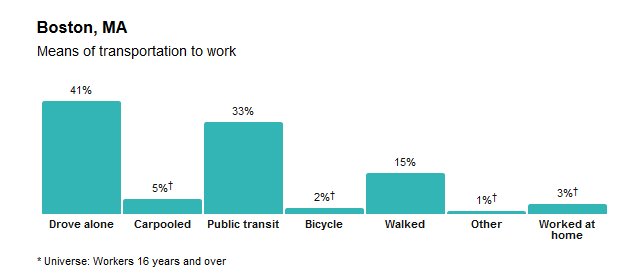 Boston, MA
Means of transportation to work
41%
5%†
33%
2%†
15%
1%†
3%†
Drove alone
Carpooled
Public transit
Bicycle
Walked
Other
Worked at
home
* Universe: Workers 16 years and over